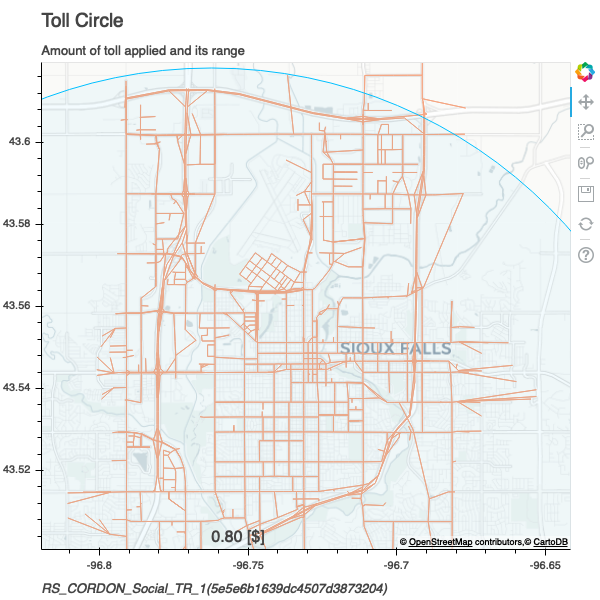 Toll Circle
Amount of toll applied and its range
43.6
43.58
43.56
SIOUX FALLS
43.54
43.52
0.80 [$]
© OpenStreetMap contributors,© CartoDB
-96.8
-96.75
-96.7
-96.65
RS_CORDON_Social_TR_1(5e5e6b1639dc4507d3873204)